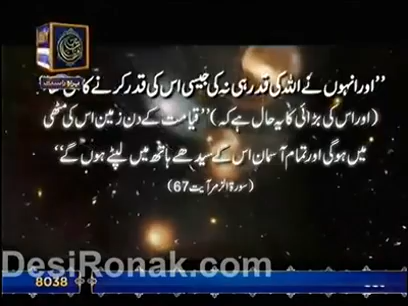 ”اور انہوں نے اللہ کی قدر ہی نہ کی جیسی اس کی قدر کرنے کا
(اور اس کی بڑائی کا یہ حال ہے کہ) ”قیامت کے دن زمین اس کی مٹھی
میں ہوگی اور تمام آسمان اس کے سیدھے ہاتھ میں لپٹے ہوں گے“
(سورۃ الزمر آیت 67)
DesiRonak.com
8038